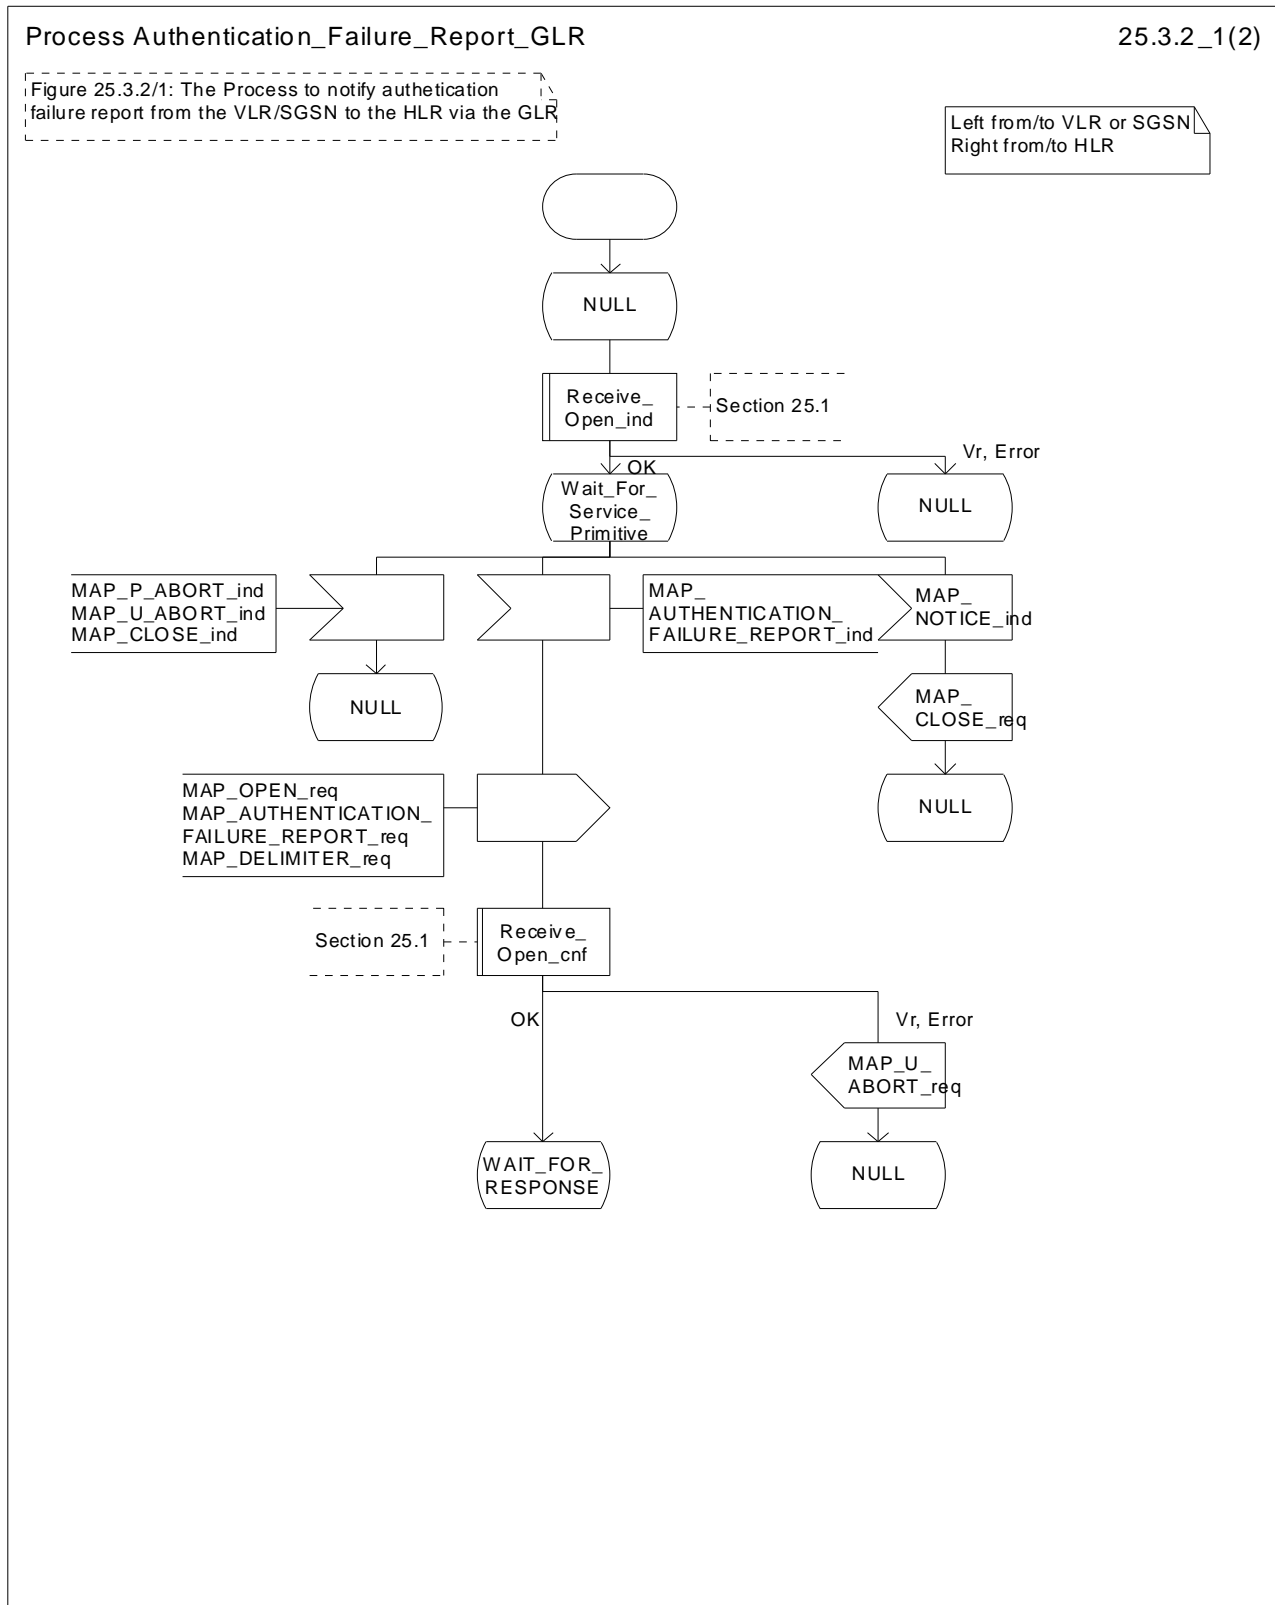 Process Authentication_Failure_Report_GLR
25.3.2_1(2)
Figure 25.3.2/1: The Process to notify authetication
failure report from the VLR/SGSN to the HLR via the GLR
Left from/to VLR or SGSN
Right from/to HLR
NULL
Receive_
Open_ind
Section 25.1
OK
Vr, Error
Wait_For_
Service_
Primitive
NULL
MAP_P_ABORT_ind
MAP_U_ABORT_ind
MAP_CLOSE_ind
MAP_
AUTHENTICATION_
FAILURE_REPORT_ind
MAP_
NOTICE_ind
NULL
MAP_
CLOSE_req
MAP_OPEN_req
MAP_AUTHENTICATION_
FAILURE_REPORT_req
MAP_DELIMITER_req
NULL
Section 25.1
Receive_
Open_cnf
OK
Vr, Error
MAP_U_
ABORT_req
WAIT_FOR_
RESPONSE
NULL